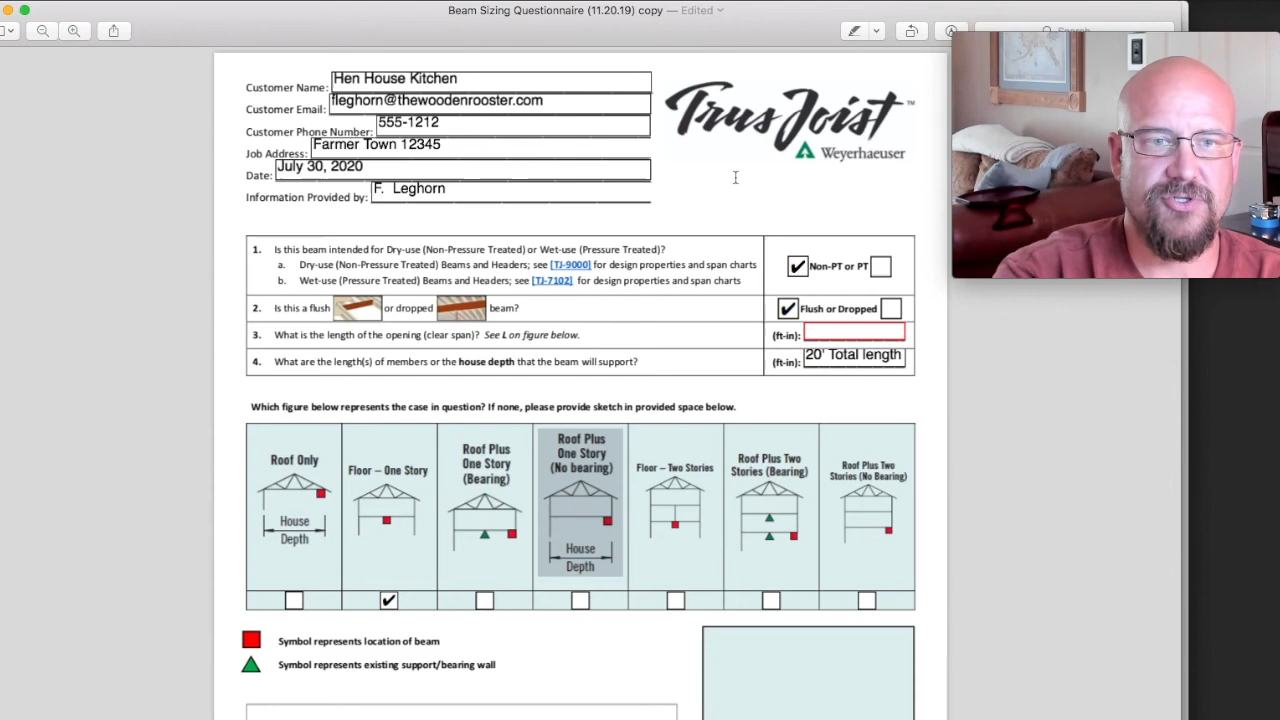 Beam Sizing Questionnaire (11.20.19) copy — Edited
Search
Customer Name: Hen House Kitchen
Customer Email: fleghorn@thewoodenrooster.com
Customer Phone Number: 555-1212
Job Address: Farmer Town 12345
Date: July 30, 2020
Information Provided by: F. Leghorn
Trus Joist ™
Weyerhaeuser
1. Is this beam intended for Dry-use (Non-Pressure Treated) or Wet-use (Pressure Treated)?
a. Dry-use (Non-Pressure Treated) Beams and Headers; see [TJ-9000] for design properties and span charts
b. Wet-use (Pressure Treated) Beams and Headers; see [TJ-7102] for design properties and span charts
Non-PT or PT
2. Is this a flush or dropped beam?
Flush or Dropped
3. What is the length of the opening (clear span)? See L on figure below.
(ft-in):
4. What are the length(s) of members or the house depth that the beam will support?
(ft-in): 20' Total length
Which figure below represents the case in question? If none, please provide sketch in provided space below.
Roof Only
House
Depth
Floor – One Story
Roof Plus
One Story
(Bearing)
Roof Plus
One Story
(No bearing)
House
Depth
Floor – Two Stories
Roof Plus Two
Stories (Bearing)
Roof Plus Two
Stories (No Bearing)
Symbol represents location of beam
Symbol represents existing support/bearing wall